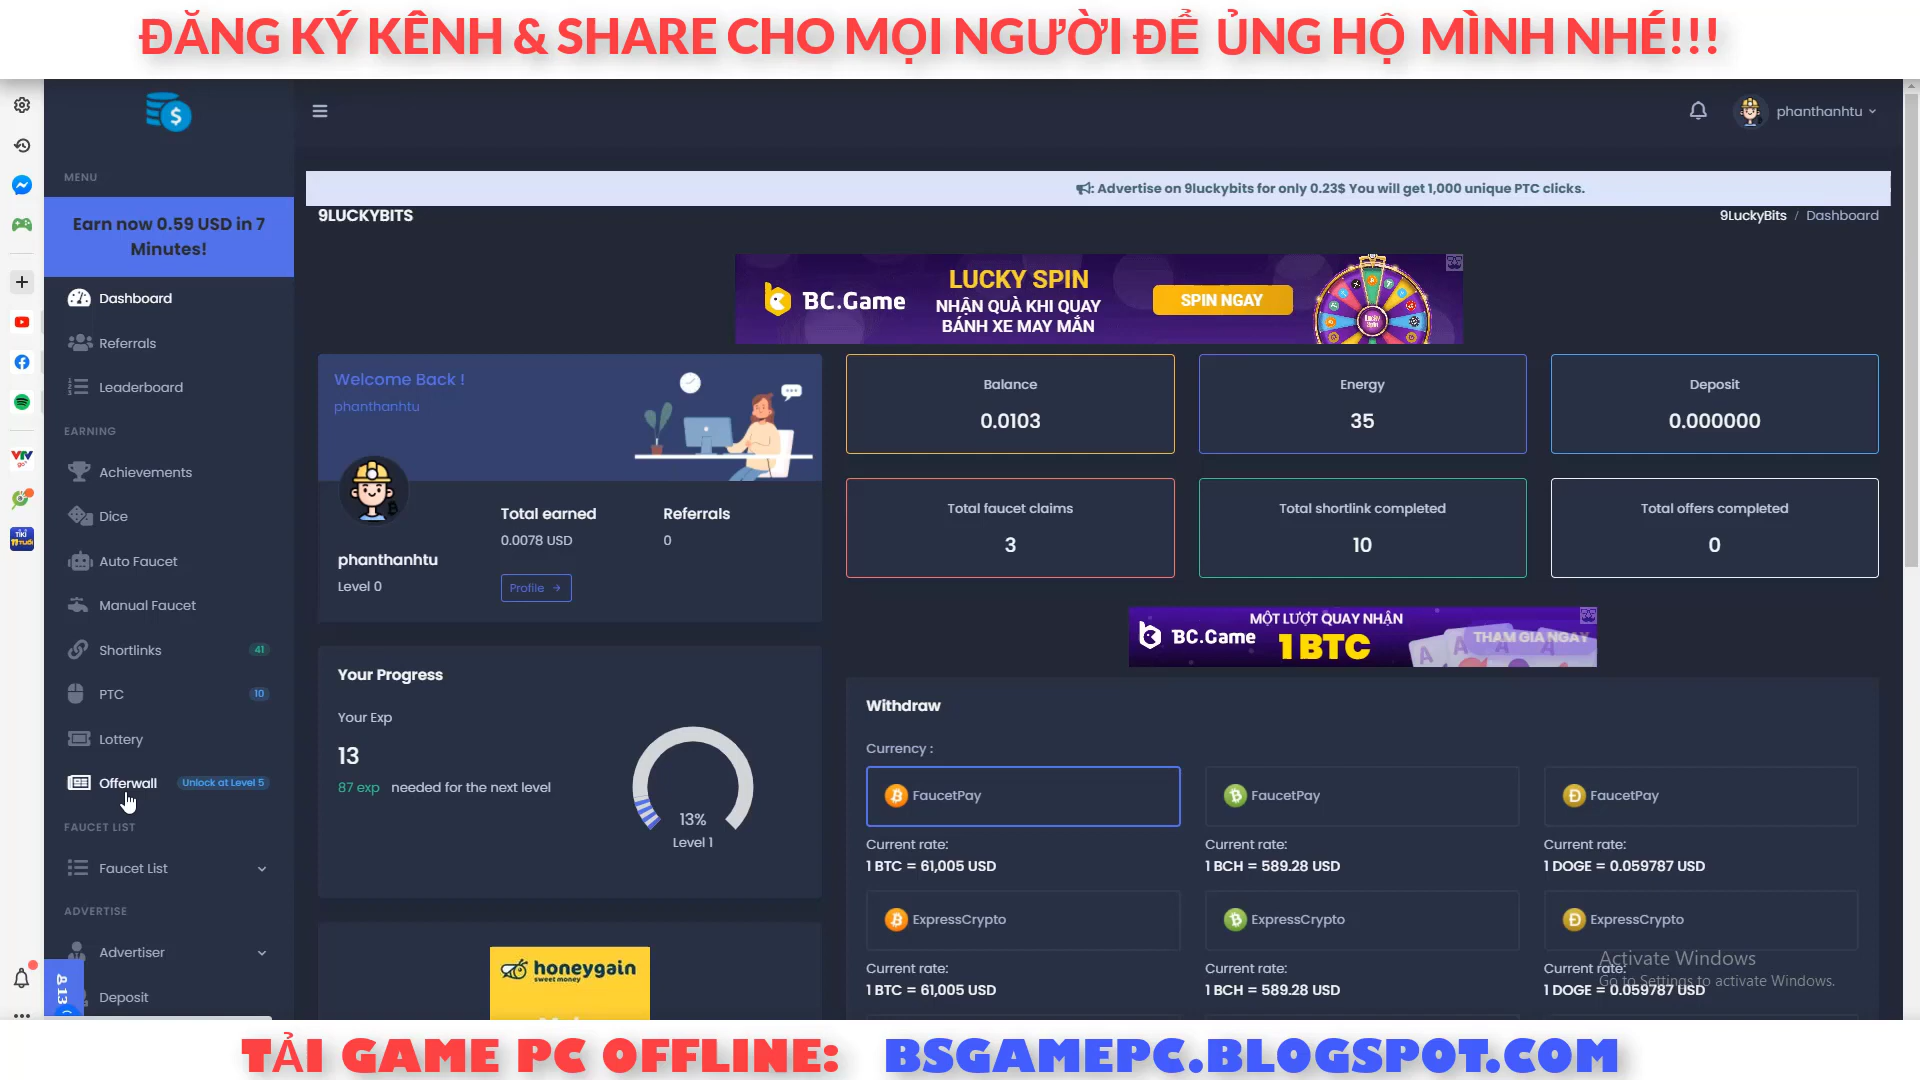 ĐĂNG KÝ KÊNH & SHARE CHO MỌI NGƯỜI ĐỂ ỦNG HỘ MÌNH NHÉ!!!
phanthanhtu
MENU
Earn now 0.59 USD in 7
Minutes!
Dashboard
Referrals
Leaderboard
EARNING
Achievements
Dice
Auto Faucet
Manual Faucet
Shortlinks 41
PTC 10
Lottery
Offerwall Unlock at Level 5
FAUCET LIST
Faucet List
ADVERTISE
Advertiser
Deposit
13
: Advertise on 9luckybits for only 0.23$ You will get 1,000 unique PTC clicks.
9LUCKYBITS
9LuckyBits / Dashboard
BC.GAME
LUCKY SPIN
NHẬN QUÀ KHI QUAY
BÁNH XE MAY MẮN
SPIN NGAY
Welcome Back !
phanthanhtu
phanthanhtu
Level 0
Total earned
0.0078 USD
Referrals
0
Profile →
Balance
0.0103
Energy
35
Deposit
0.000000
Total faucet claims
3
Total shortlink completed
10
Total offers completed
0
BC.GAME
MỘT LƯỢT QUAY NHẬN
1 BTC
THAM GIA NGAY
Your Progress
Your Exp
13
87 exp needed for the next level
13%
Level 1
honeygain
sweet money
Withdraw
Currency :
FaucetPay
Current rate:
1 BTC = 61,005 USD
FaucetPay
Current rate:
1 BCH = 589.28 USD
FaucetPay
Current rate:
1 DOGE = 0.059787 USD
ExpressCrypto
Current rate:
1 BTC = 61,005 USD
ExpressCrypto
Current rate:
1 BCH = 589.28 USD
ExpressCrypto
Current rate:
1 DOGE = 0.059787 USD
Activate Windows
Go to Settings to activate Windows.
TẢI GAME PC OFFLINE: BSGAMEPC.BLOGSPOT.COM